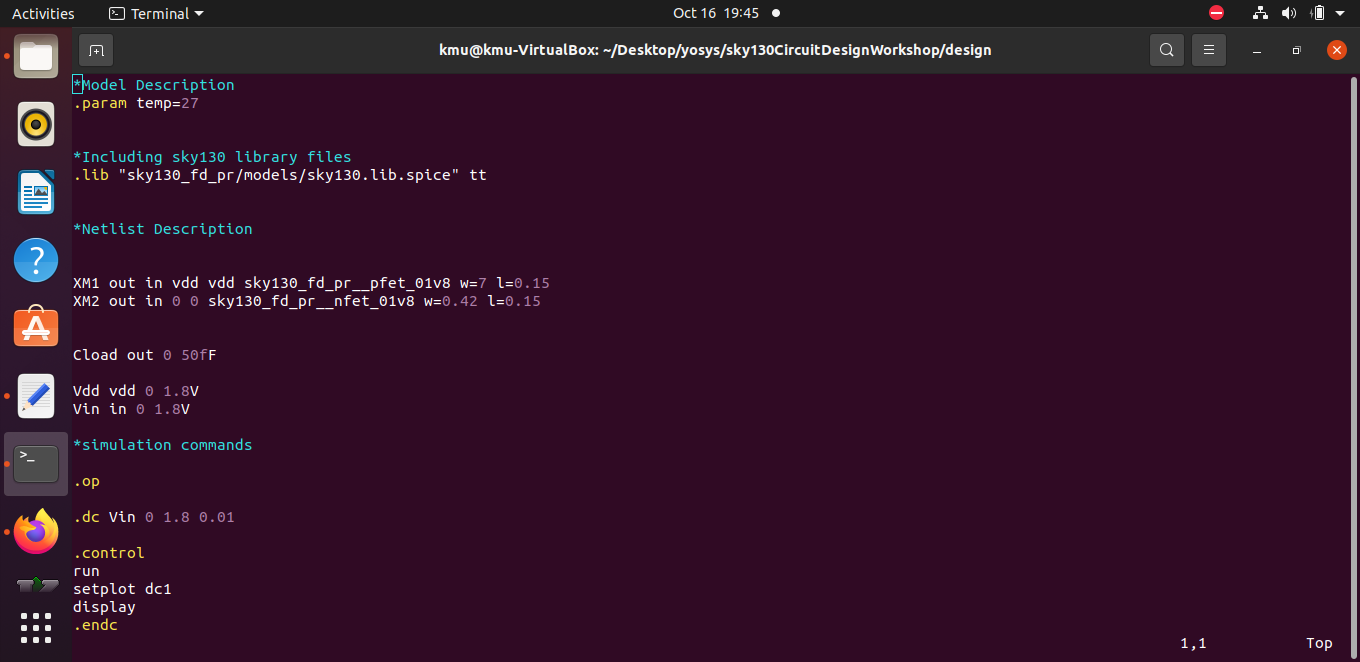 Activities
Terminal
Oct 16 19:45
kmu@kmu-VirtualBox: ~/Desktop/yosys/sky130CircuitDesignWorkshop/design
*Model Description
.param temp=27
*Including sky130 library files
.lib "sky130_fd_pr/models/sky130.lib.spice" tt
*Netlist Description
XM1 out in vdd vdd sky130_fd_pr__pfet_01v8 w=7 l=0.15
XM2 out in 0 0 sky130_fd_pr__nfet_01v8 w=0.42 l=0.15
Cload out 0 50fF
Vdd vdd 0 1.8V
Vin in 0 1.8V
*simulation commands
.op
.dc Vin 0 1.8 0.01
.control
run
setplot dc1
display
.endc
1,1 Top